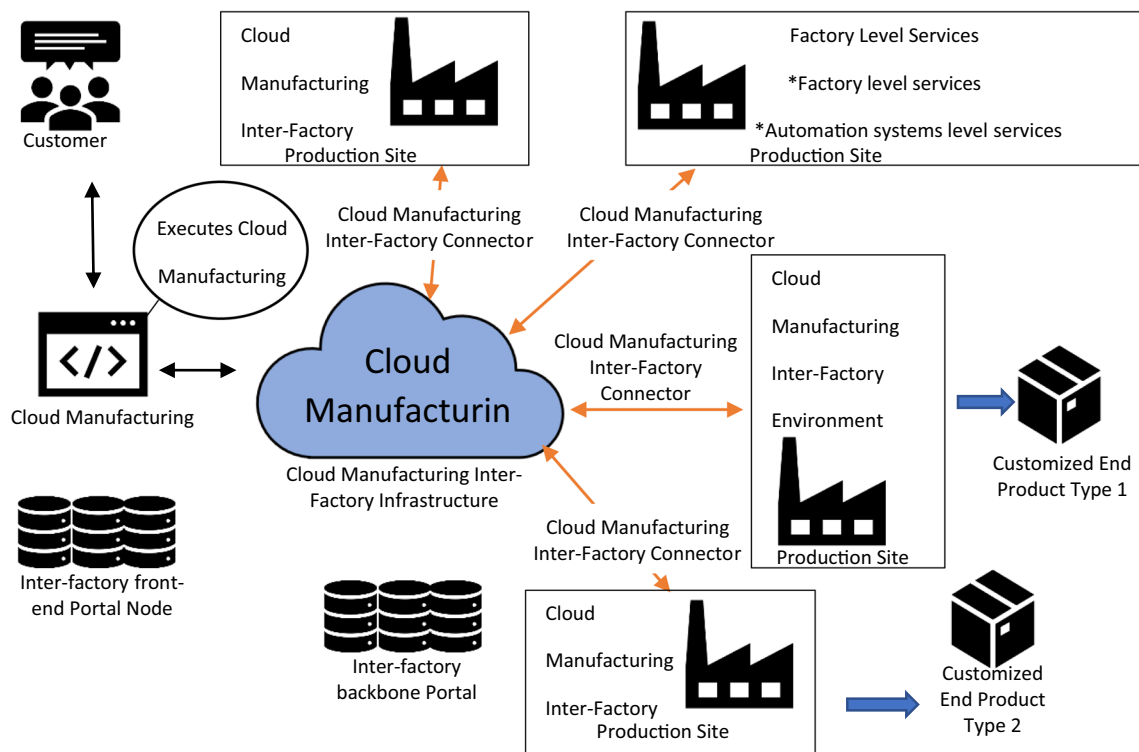 Customer
Cloud
Manufacturing
Inter-Factory
Production Site
Factory Level Services
*Factory level services
*Automation systems level services
Production Site
Executes Cloud
Manufacturing
Cloud Manufacturing
Inter-Factory Connector
Cloud Manufacturing
Inter-Factory Connector
Cloud Manufacturing
Cloud
Manufacturin
Cloud Manufacturing Inter-
Factory Infrastructure
Cloud Manufacturing
Inter-Factory
Connector
Cloud
Manufacturing
Inter-Factory
Environment
Production Site
Customized End
Product Type 1
Inter-factory front-
end Portal Node
Inter-factory
backbone Portal
Cloud Manufacturing
Inter-Factory Connector
Cloud
Manufacturing
Inter-Factory
Production Site
Customized
End Product
Type 2